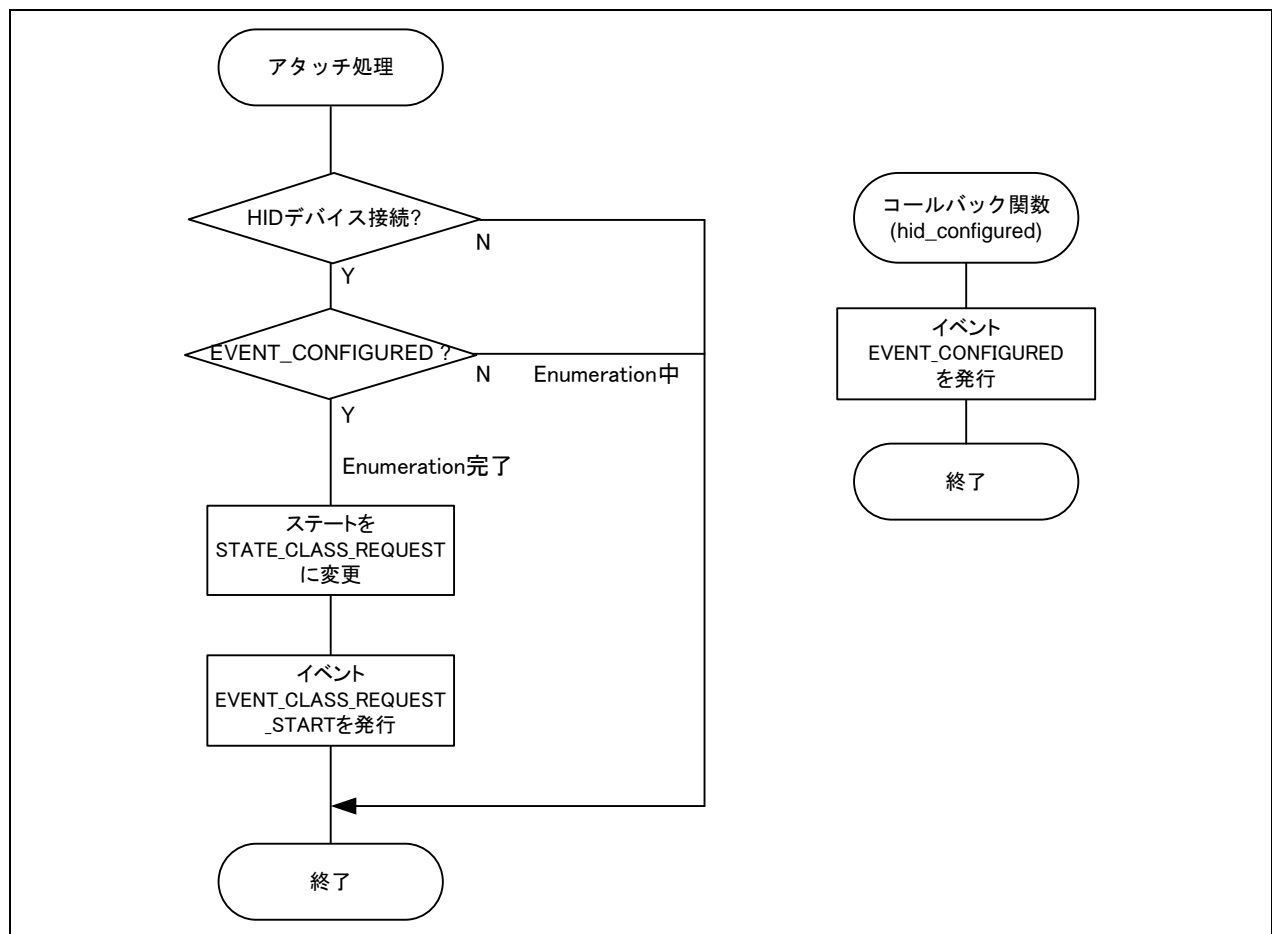 アタッチ処理
HIDデバイス接続?
N
Y
EVENT_CONFIGURED ?
N
Enumeration中
Y
Enumeration完了
ステートを
STATE_CLASS_REQUEST
に変更
イベント
EVENT_CLASS_REQUEST
_STARTを発行
終了
コールバック関数
(hid_configured)
イベント
EVENT_CONFIGURED
を発行
終了